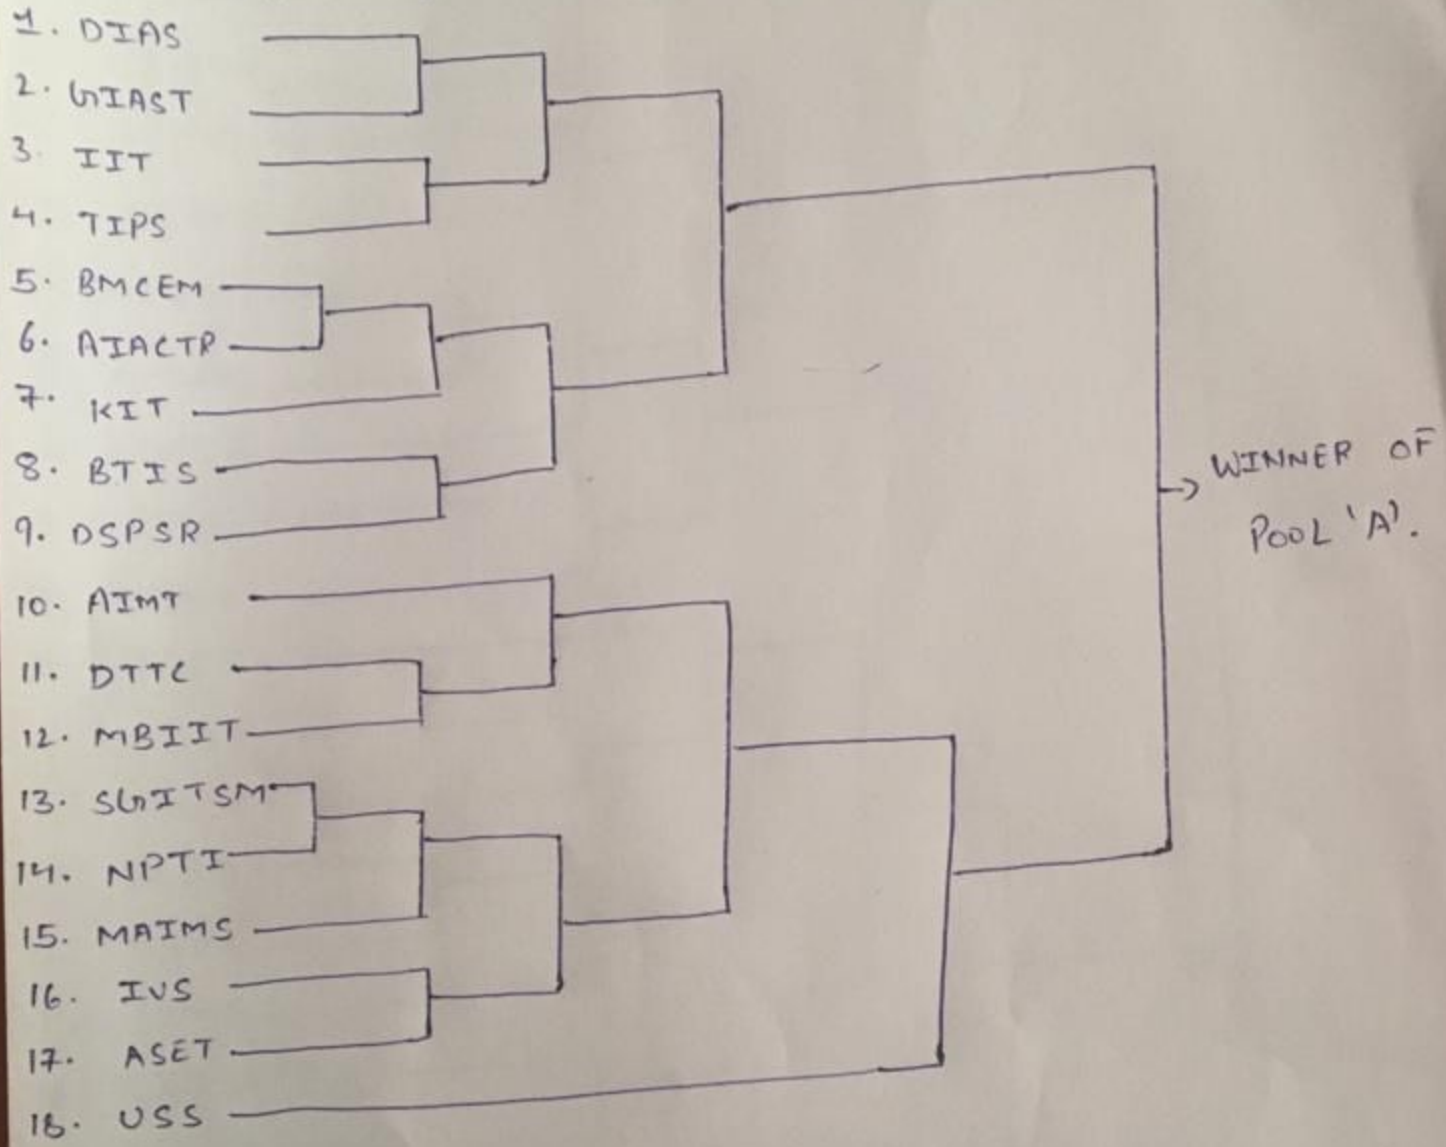 1. DIAS
2. GIAST
3. IIT
4. TIPS
5. BMCEM
6. AIACTR
7. KIT
8. BTIS
9. DSPSR
10. AIMT
11. DTTC
12. MBIIT
13. SGITSM
14. NPTI
15. MAIMS
16. IVS
17. ASET
18. USS
WINNER OF
POOL 'A'.